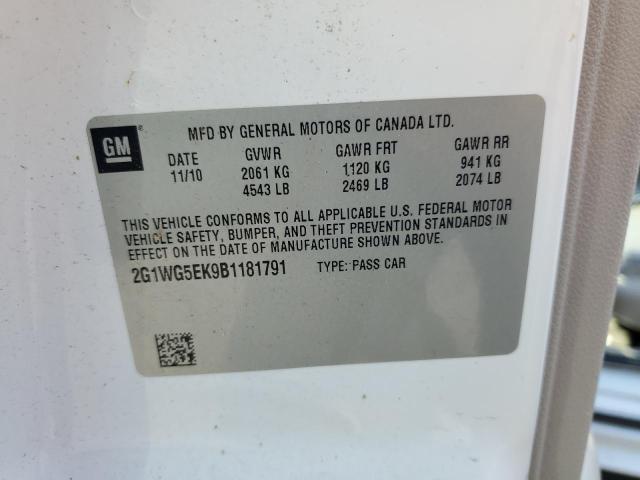 GM
®
MFD BY GENERAL MOTORS OF CANADA LTD.
DATE GVWR GAWR FRT GAWR RR
11/10 2061 KG 1,120 KG 941 KG
4543 LB 2469 LB 2074 LB
THIS VEHICLE CONFORMS TO ALL APPLICABLE U.S. FEDERAL MOTOR
VEHICLE SAFETY, BUMPER, AND THEFT PREVENTION STANDARDS IN
EFFECT ON THE DATE OF MANUFACTURE SHOWN ABOVE.
2G1WG5EK9B1181791 TYPE: PASS CAR